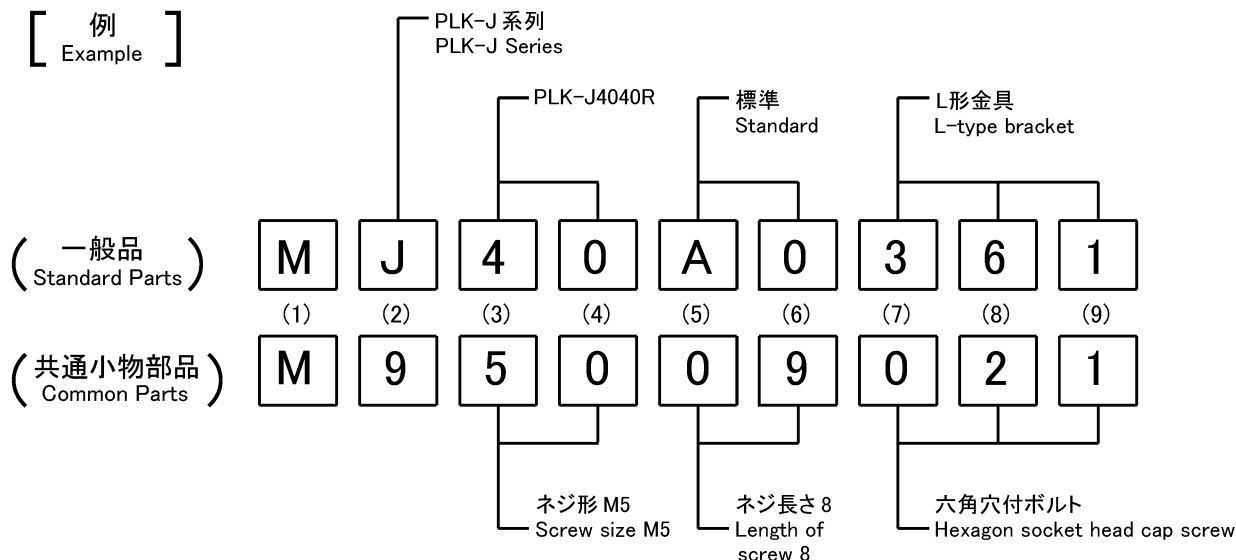 例
Example
PLK-J 系列
PLK-J Series
PLK-J4040R
標準
Standard
L形金具
L-type bracket
(一般品
Standard Parts)
M J 4 0 A 0 3 6 1
(1) (2) (3) (4) (5) (6) (7) (8) (9)
(共通小物部品
Common Parts)
M 9 5 0 0 9 0 2 1
ネジ形 M5
Screw size M5
ネジ長さ 8
Length of
screw 8
六角穴付ボルト
Hexagon socket head cap screw